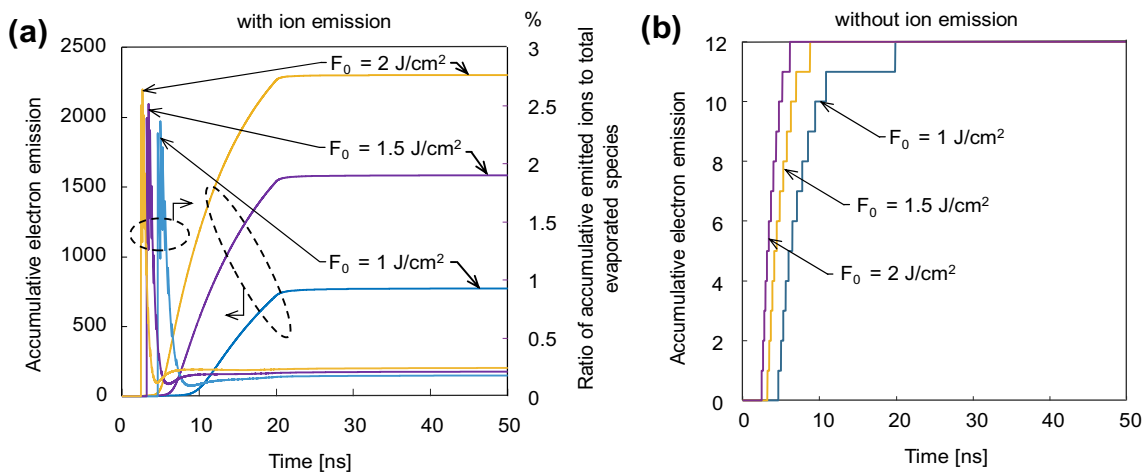 (a)
with ion emission
%
2500
2000
1500
1000
500
0
Accumulative electron emission
F₀ = 2 J/cm²
F₀ = 1.5 J/cm²
F₀ = 1 J/cm²
3
2.5
2
1.5
1
0.5
0
Ratio of accumulative emitted ions to total
evaporated species
0 10 20 30 40 50
Time [ns]
(b)
without ion emission
12
10
8
6
4
2
0
Accumulative electron emission
F₀ = 1 J/cm²
F₀ = 1.5 J/cm²
F₀ = 2 J/cm²
0 10 20 30 40 50
Time [ns]